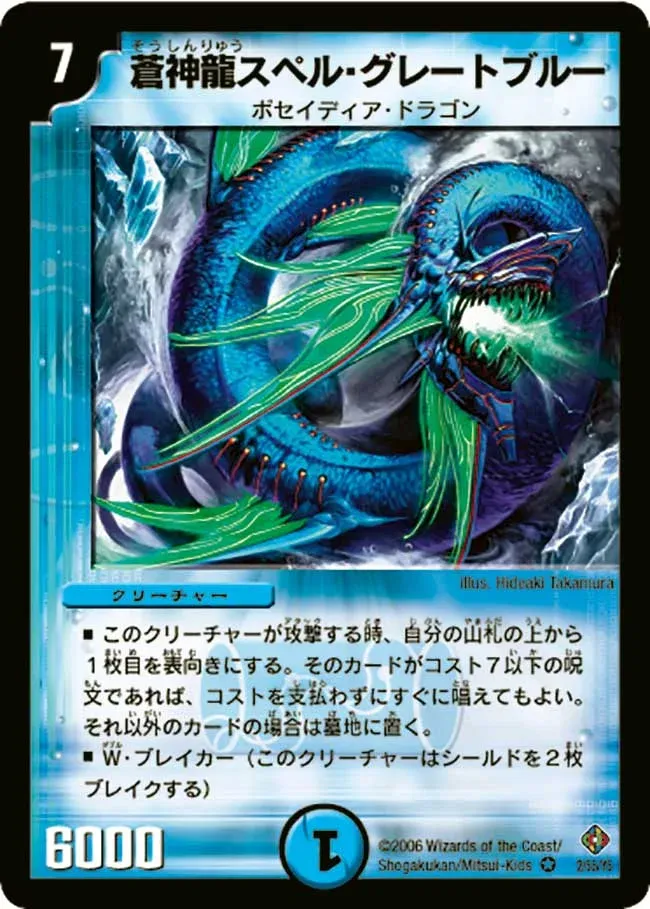 7
そうしんりゅう
蒼神龍スペル・グレートブルー
ポセイディア・ドラゴン
illus. Hideaki Takamura
クリーチャー
■ このクリーチャーが攻撃する時、自分の山札の上から
1枚目を表向きにする。そのカードがコスト7以下の呪
文であれば、コストを支払わずにすぐに唱えてもよい。
それ以外のカードの場合は墓地に置く。
■ W・ブレイカー（このクリーチャーはシールドを2枚
ブレイクする）
6000
1
©2006 Wizards of the Coast/
Shogakukan/Mitsui-Kids
2/55/Y5